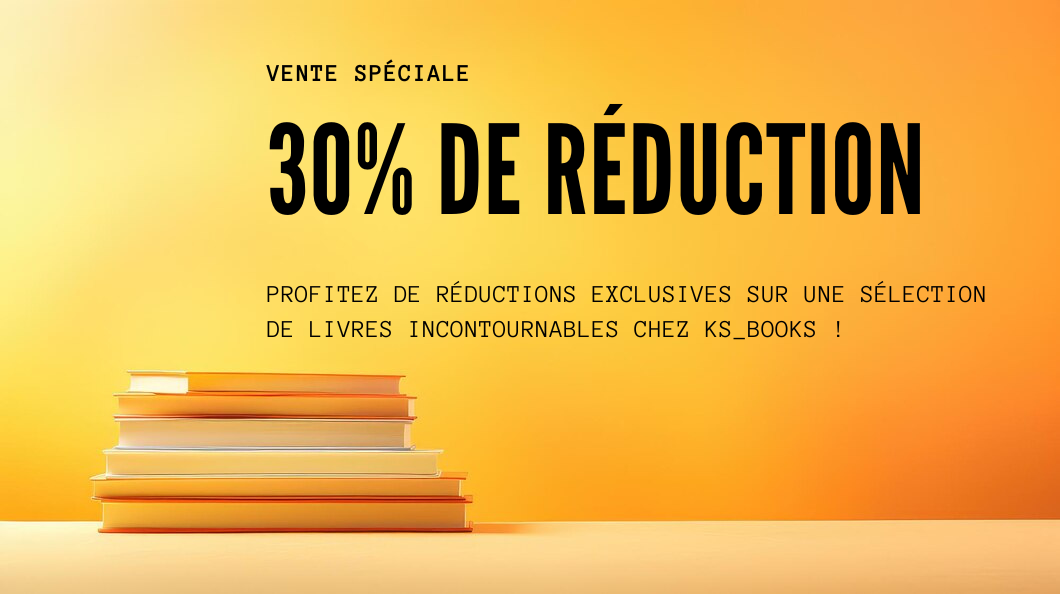 VENTE SPÉCIALE
30% DE RÉDUCTION
PROFITEZ DE RÉDUCTIONS EXCLUSIVES SUR UNE SÉLECTION
DE LIVRES INCONTOURNABLES CHEZ KS_BOOKS !